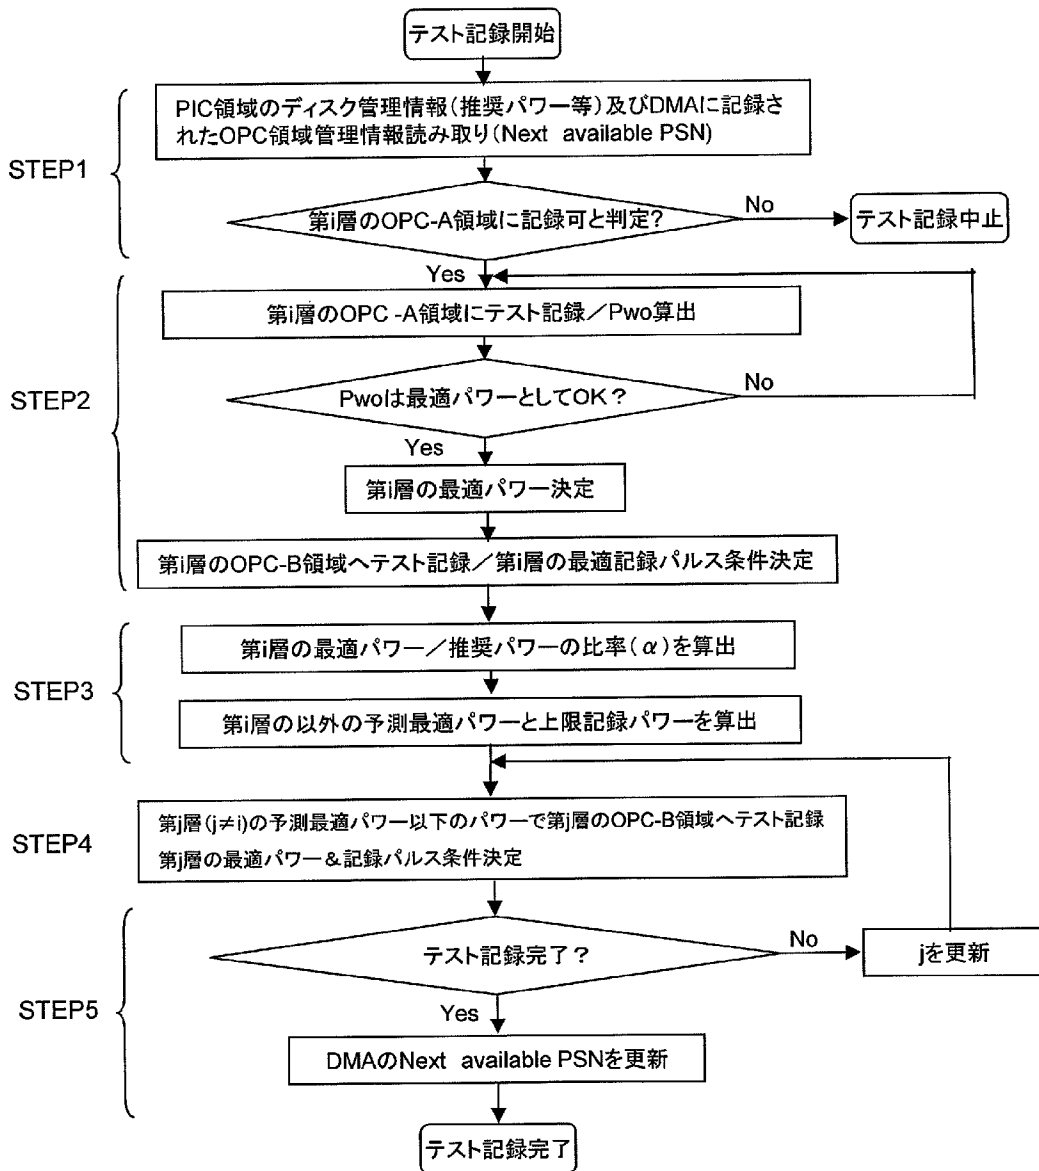 テスト記録開始
STEP1
PIC領域のディスク管理情報(推奨パワー等)及びDMAに記録さ
れたOPC領域管理情報読み取り(Next available PSN)
第i層のOPC-A領域に記録可と判定?
No
テスト記録中止
Yes
STEP2
第i層のOPC-A領域にテスト記録/Pwo算出
Pwoは最適パワーとしてOK?
No
Yes
第i層の最適パワー決定
第i層のOPC-B領域へテスト記録/第i層の最適記録パルス条件決定
STEP3
第i層の最適パワー/推奨パワーの比率(α)を算出
第i層の以外の予測最適パワーと上限記録パワーを算出
STEP4
第j層(j≠i)の予測最適パワー以下のパワーで第j層のOPC-B領域へテスト記録
第j層の最適パワー&記録パルス条件決定
STEP5
テスト記録完了?
No
jを更新
Yes
DMAのNext available PSNを更新
テスト記録完了